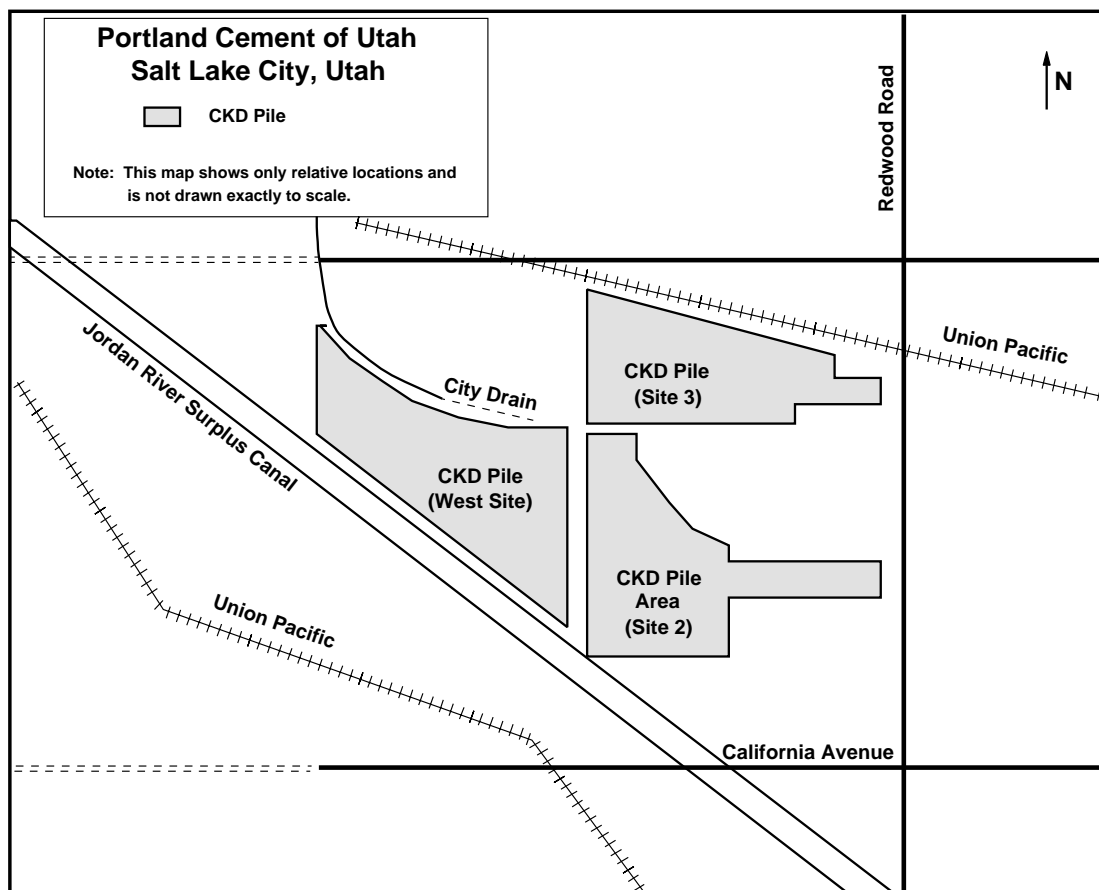 Portland Cement of Utah
Salt Lake City, Utah
CKD Pile
Note: This map shows only relative locations and
is not drawn exactly to scale.
Redwood Road
N
Union Pacific
Jordan River Surplus Canal
City Drain
CKD Pile
(Site 3)
CKD Pile
(West Site)
CKD Pile
Area
(Site 2)
Union Pacific
California Avenue